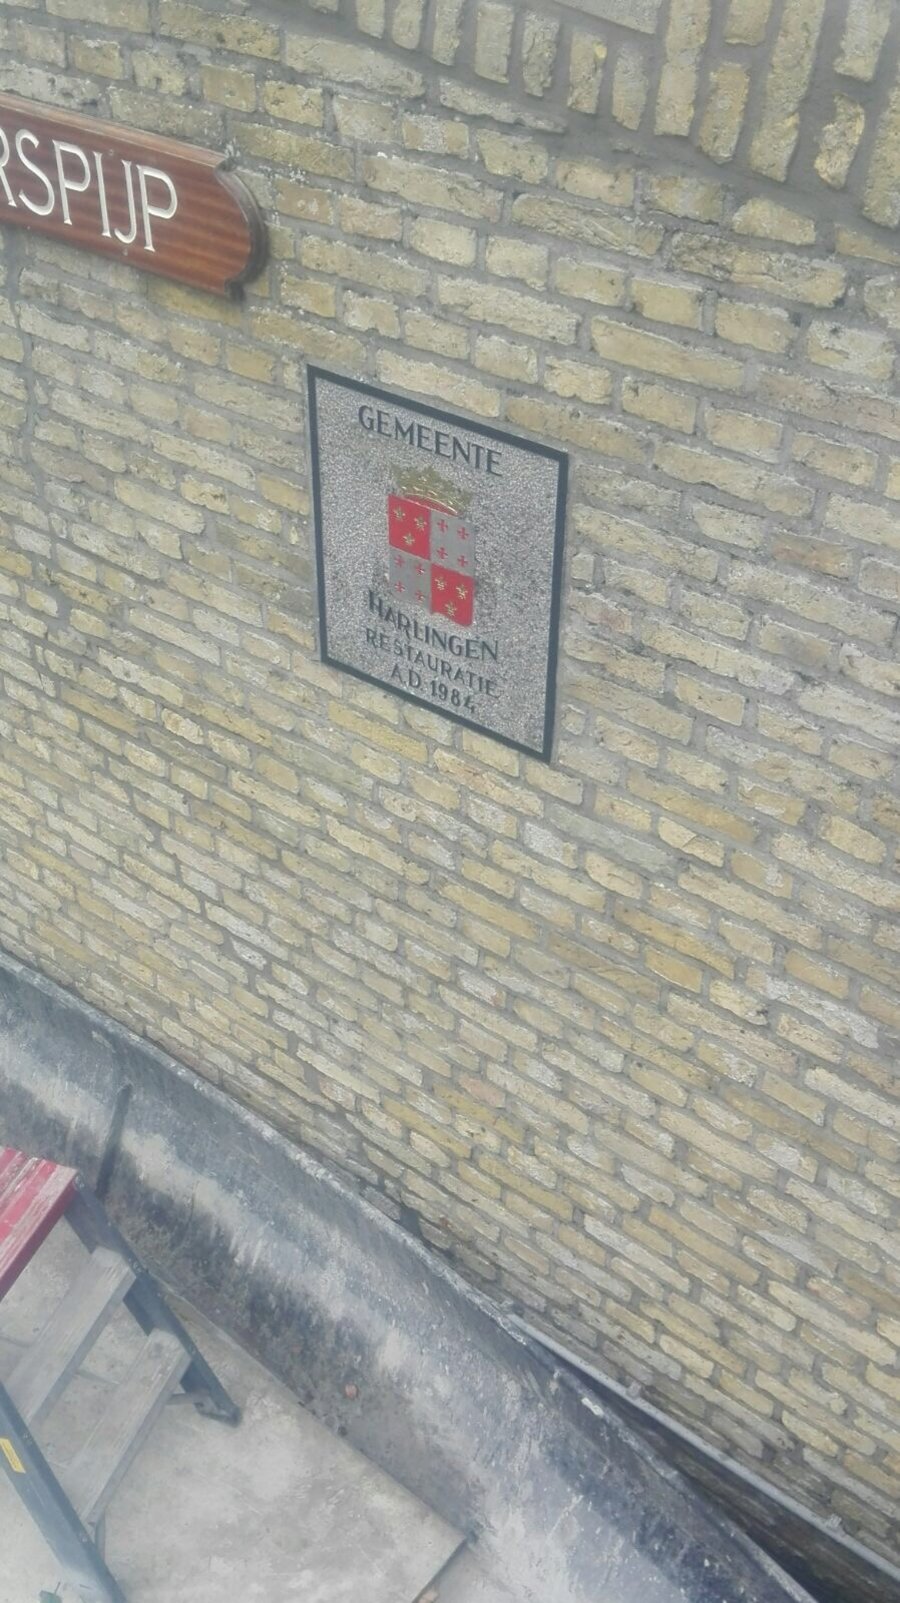 RSPIJP
GEMEENTE
HARLINGEN
RESTAURATIE
A.D. 1984